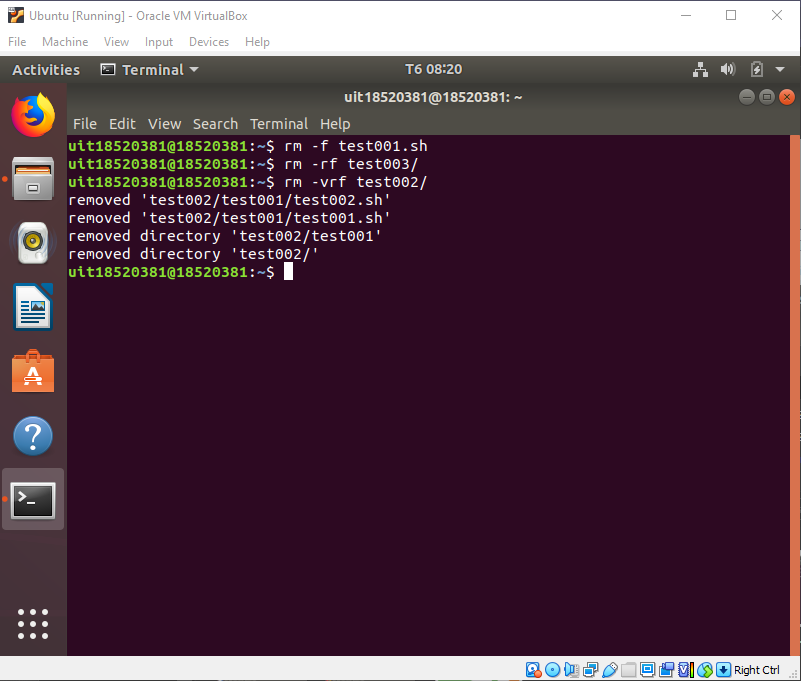 Ubuntu [Running] - Oracle VM VirtualBox
File Machine View Input Devices Help
Activities Terminal T6 08:20
uit18520381@18520381: ~
File Edit View Search Terminal Help
uit18520381@18520381:~$ rm -f test001.sh
uit18520381@18520381:~$ rm -rf test003/
uit18520381@18520381:~$ rm -vrf test002/
removed 'test002/test001/test002.sh'
removed 'test002/test001/test001.sh'
removed directory 'test002/test001'
removed directory 'test002/'
uit18520381@18520381:~$
Right Ctrl